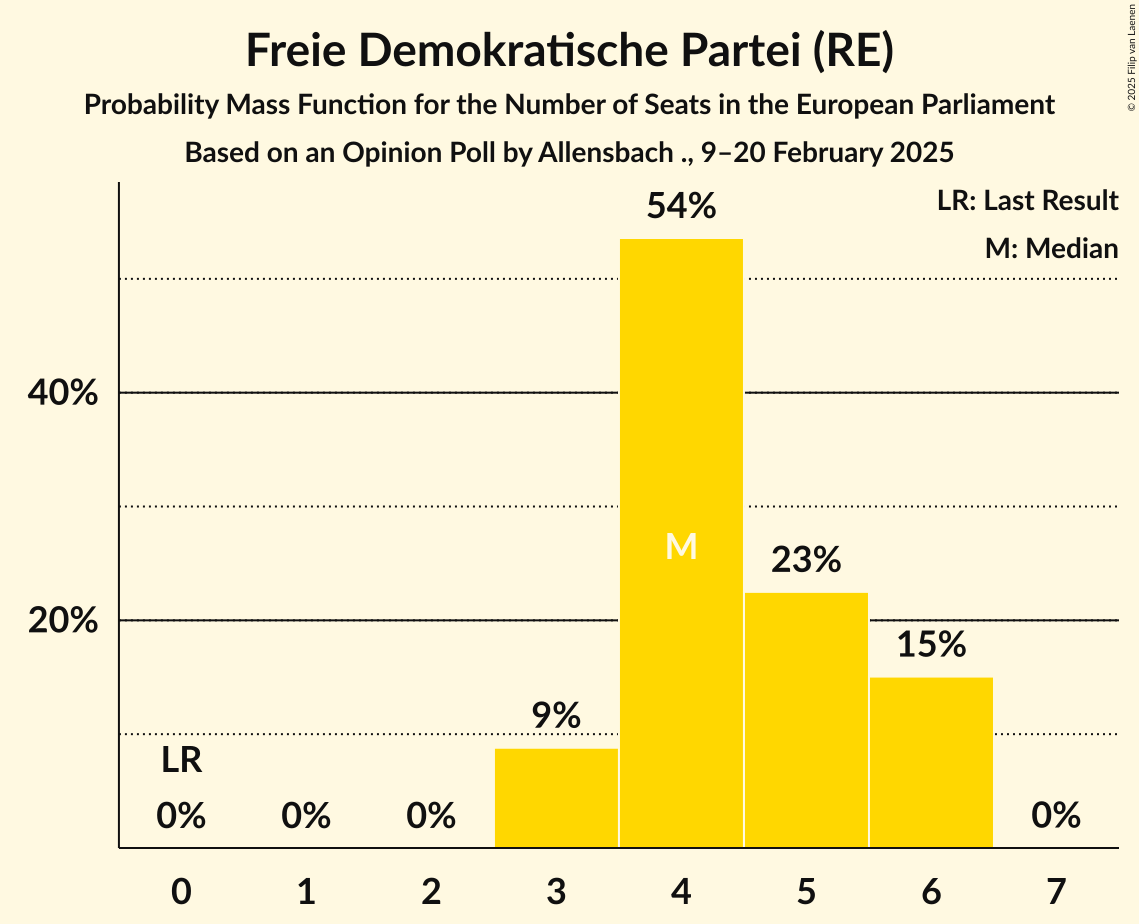 Freie Demokratische Partei (RE)
Probability Mass Function for the Number of Seats in the European Parliament
Based on an Opinion Poll by Allensbach ., 9–20 February 2025
© 2025 Filip van Laenen
LR: Last Result
M: Median
54%
40%
M
23%
20%
15%
9%
LR
0%
0%
0%
0%
0
1
2
3
4
5
6
7